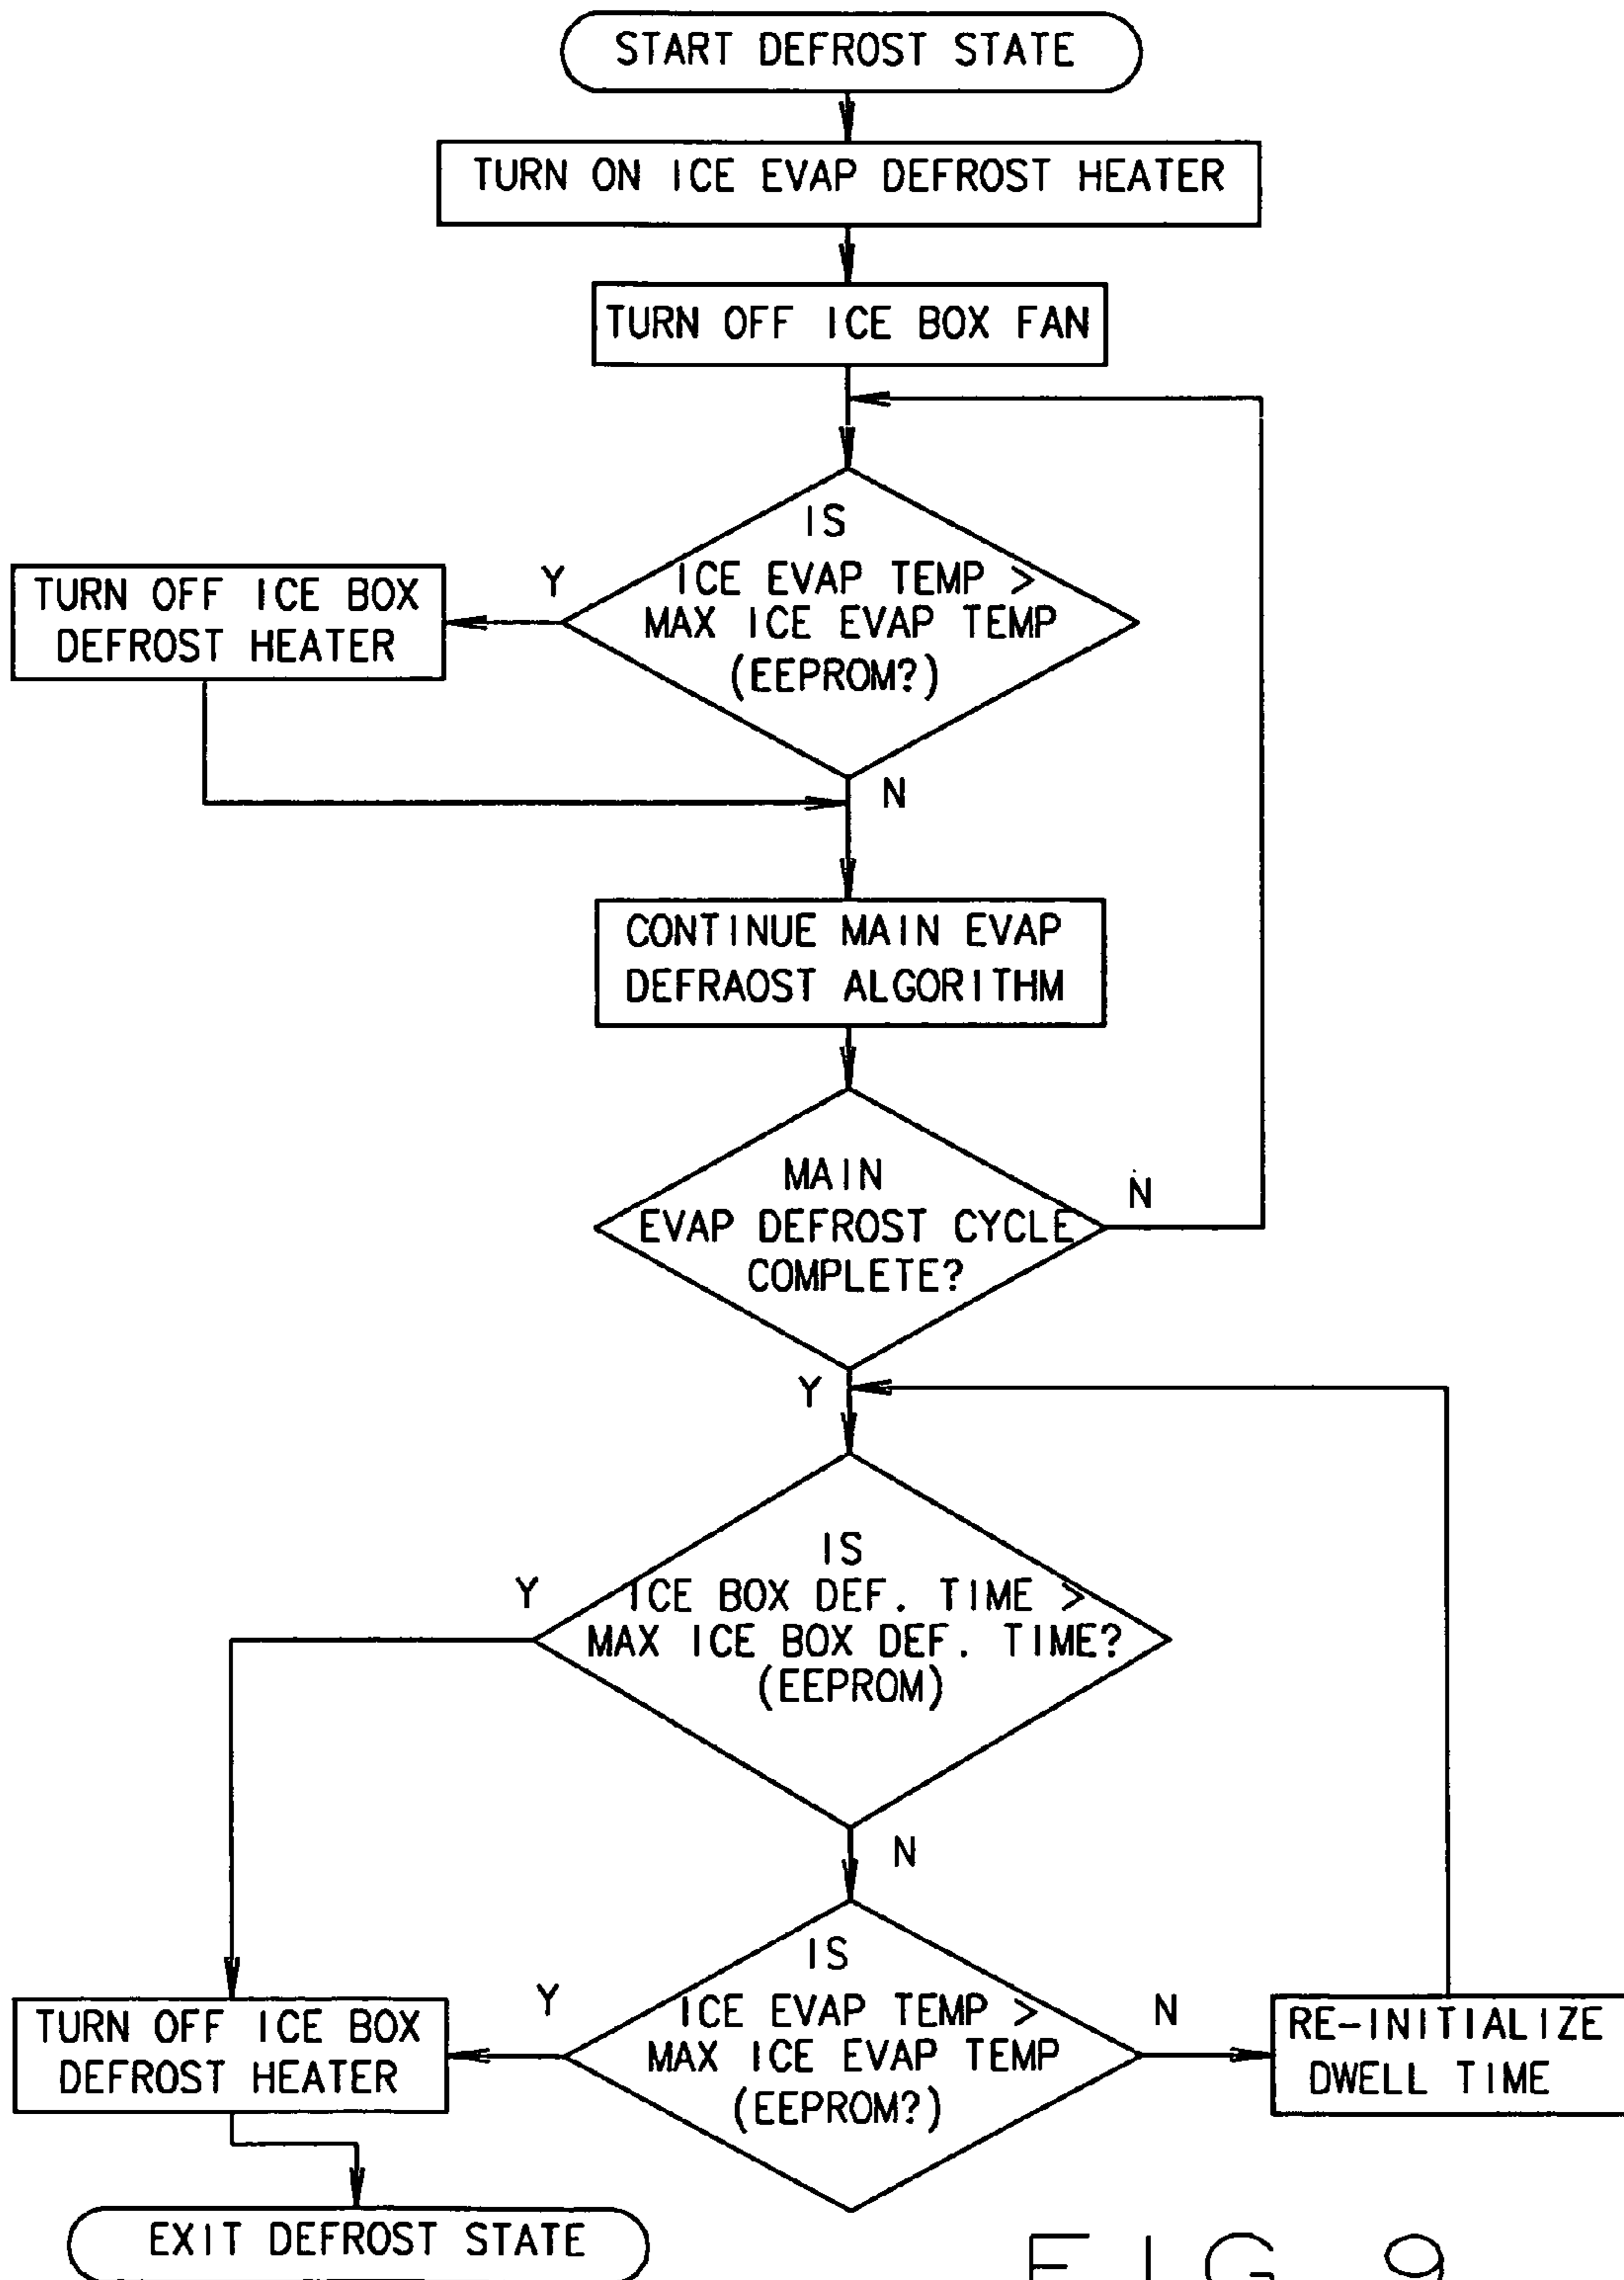 START DEFROST STATE
TURN ON ICE EVAP DEFROST HEATER
TURN OFF ICE BOX FAN
IS
ICE EVAP TEMP >
MAX ICE EVAP TEMP
(EEPROM?)
Y
TURN OFF ICE BOX
DEFROST HEATER
N
CONTINUE MAIN EVAP
DEFRAOST ALGORITHM
MAIN
EVAP DEFROST CYCLE
COMPLETE?
N
Y
IS
ICE BOX DEF. TIME >
MAX ICE BOX DEF. TIME?
(EEPROM)
Y
N
IS
ICE EVAP TEMP >
MAX ICE EVAP TEMP
(EEPROM?)
Y
N
TURN OFF ICE BOX
DEFROST HEATER
RE-INITIALIZE
DWELL TIME
EXIT DEFROST STATE
FIG 9